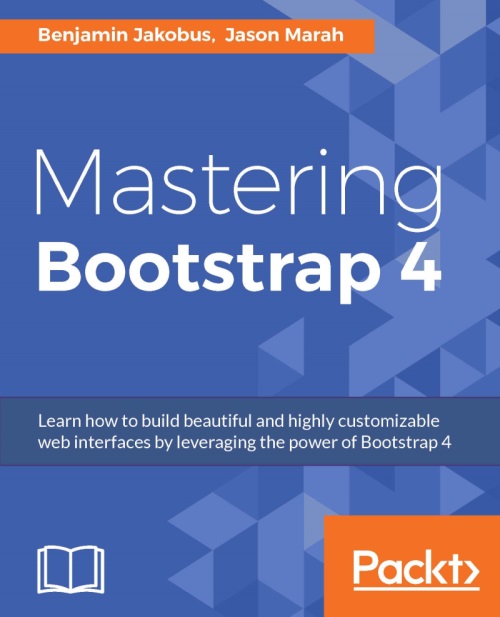 Benjamin Jakobus, Jason Marah
Mastering
Bootstrap 4
Learn how to build beautiful and highly customizable
web interfaces by leveraging the power of Bootstrap 4
Packt>